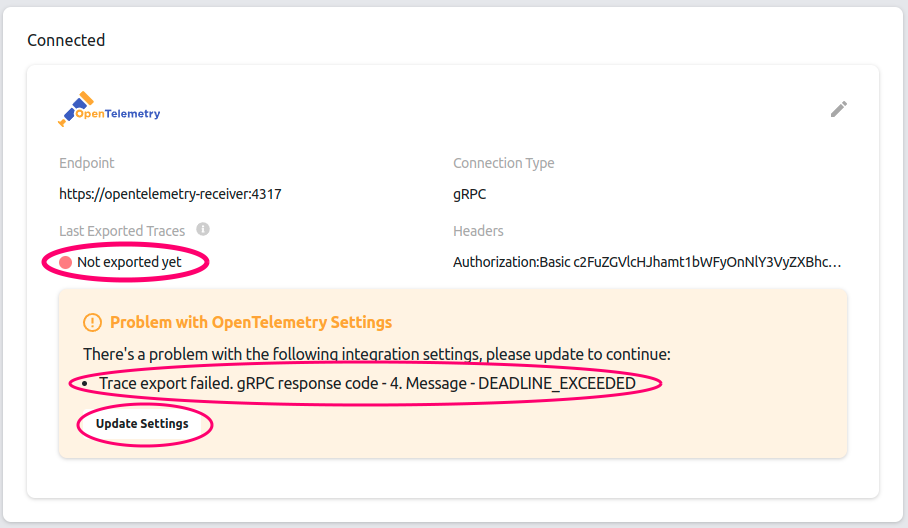 Connected
OpenTelemetry
Endpoint
Connection Type
https://opentelemetry-receiver:4317
gRPC
Last Exported Traces
Headers
Not exported yet
Authorization:Basic c2FuZGVlcHJhamt1bWFyOnNlY3VyZXBhc...
Problem with OpenTelemetry Settings
There's a problem with the following integration settings, please update to continue:
• Trace export failed. gRPC response code - 4. Message - DEADLINE_EXCEEDED
Update Settings